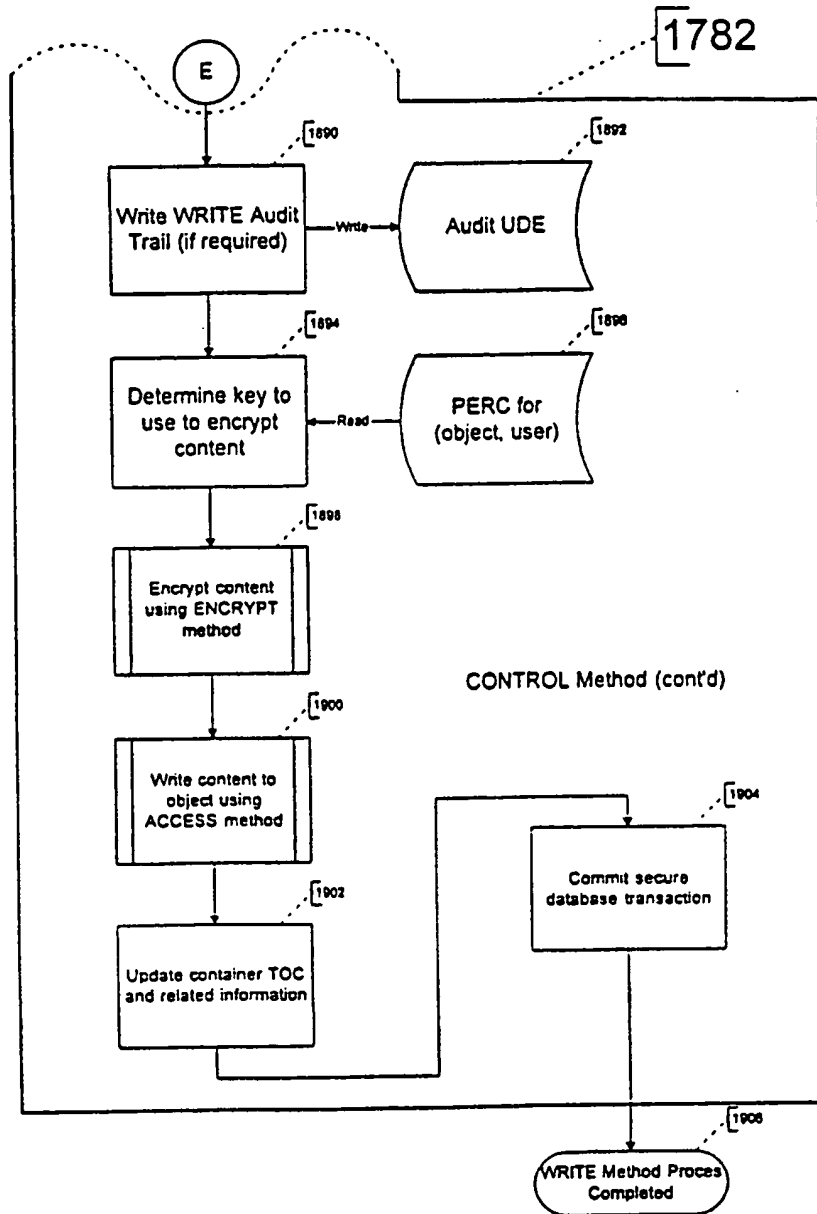 1782
E
1890
1892
Write WRITE Audit
Trail (if required)
Write
Audit UDE
1894
1896
Determine key to
use to encrypt
content
Read
PERC for
(object, user)
1898
Encrypt content
using ENCRYPT
method
CONTROL Method (cont'd)
1900
Write content to
object using
ACCESS method
1904
Commit secure
database transaction
1902
Update container TOC
and related information
1906
WRITE Method Proces
Completed